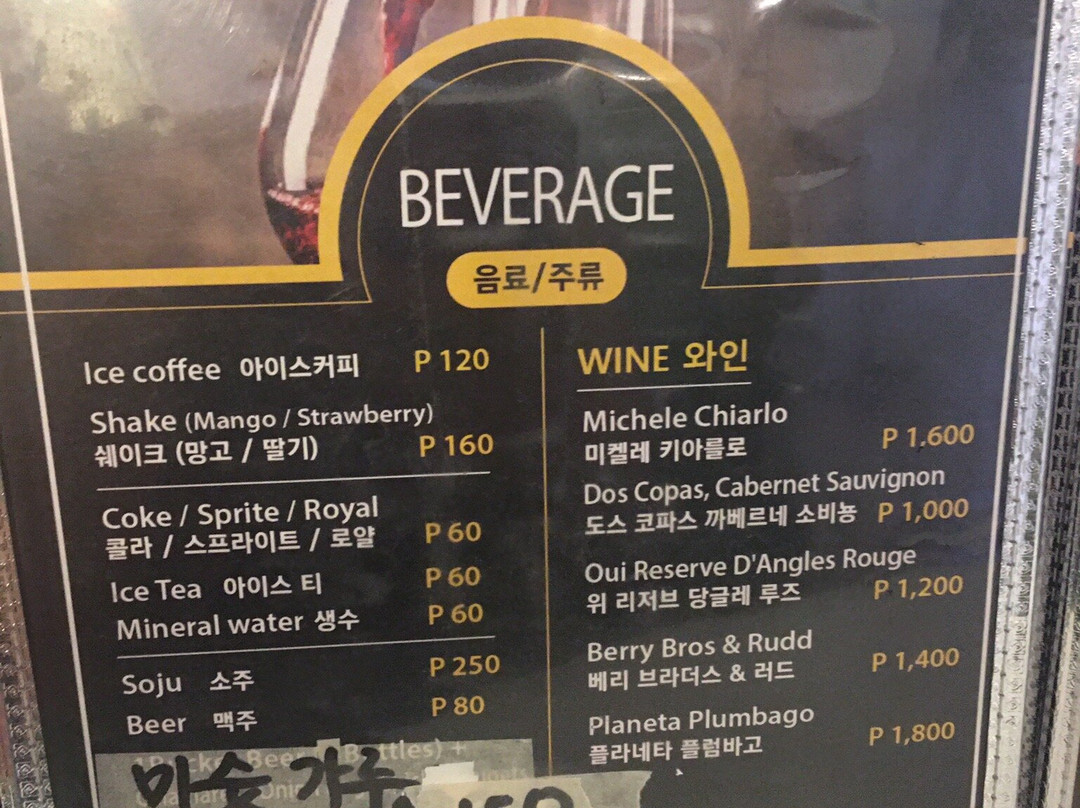 BEVERAGE
음료/주류
Ice coffee 아이스커피 P 120
Shake (Mango / Strawberry)
쉐이크 (망고 / 딸기) P 160
Coke / Sprite / Royal
콜라 / 스프라이트 / 로얄 P 60
Ice Tea 아이스 티 P 60
Mineral water 생수 P 60
Soju 소주 P 250
Beer 맥주 P 80
WINE 와인
Michele Chiarlo
미켈레 키아를로 P 1.600
Dos Copas, Cabernet Sauvignon
도스 코파스 까베르네 소비뇽 P 1,000
Oui Reserve D'Angles Rouge
위 리저브 당글레 루즈 P 1,200
Berry Bros & Rudd
베리 브라더스 & 러드 P 1,400
Planeta Plumbago
플라네타 플럼바고 P 1,800